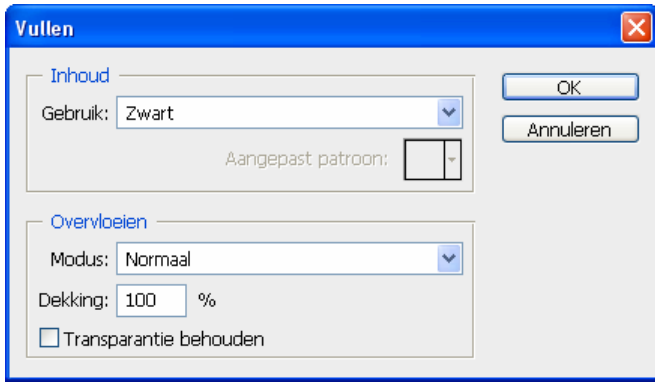 Vullen
Inhoud
Gebruik: Zwart
Aangepast patroon:
OK
Annuleren
Overvloeien
Modus: Normaal
Dekking: 100 %
Transparantie behouden